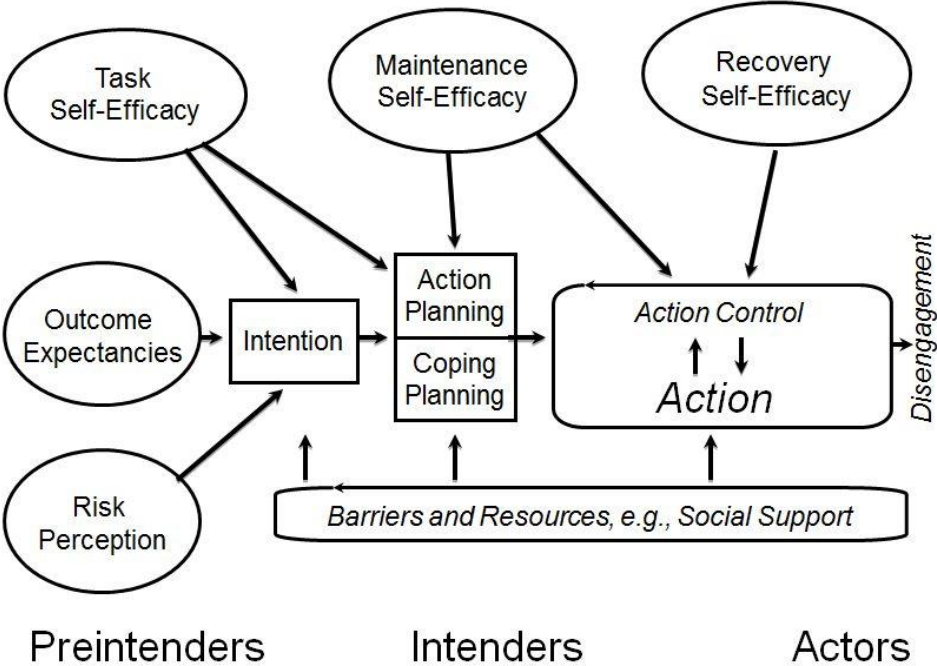 Task
Self-Efficacy
Maintenance
Self-Efficacy
Recovery
Self-Efficacy
Outcome
Expectancies
Intention
Action
Planning
Coping
Planning
Action Control
Action
Disengagement
Risk
Perception
Barriers and Resources, e.g., Social Support
Preintenders
Intenders
Actors